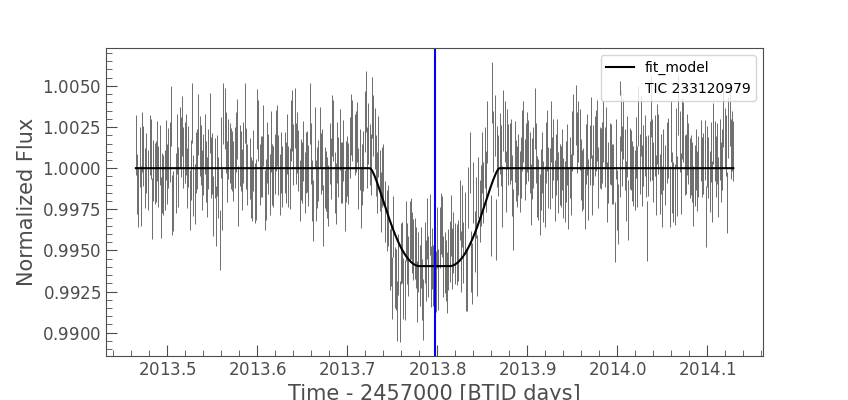 fit_model
TIC 233120979
1.0050
1.0025
1.0000
0.9975
0.9950
0.9925
0.9900
Normalized Flux
2013.5 2013.6 2013.7 2013.8 2013.9 2014.0 2014.1
Time - 2457000 [BTJD days]